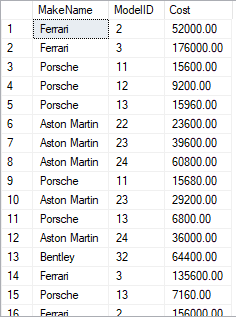 MakeName ModelID Cost
1 Ferrari 2 52000.00
2 Ferrari 3 176000.00
3 Porsche 11 15600.00
4 Porsche 12 9200.00
5 Porsche 13 15960.00
6 Aston Martin 22 23600.00
7 Aston Martin 23 39600.00
8 Aston Martin 24 60800.00
9 Porsche 11 15680.00
10 Aston Martin 23 29200.00
11 Porsche 13 6800.00
12 Aston Martin 24 36000.00
13 Bentley 32 64400.00
14 Ferrari 3 135600.00
15 Porsche 13 7160.00
16 Ferrari 2 156000.00